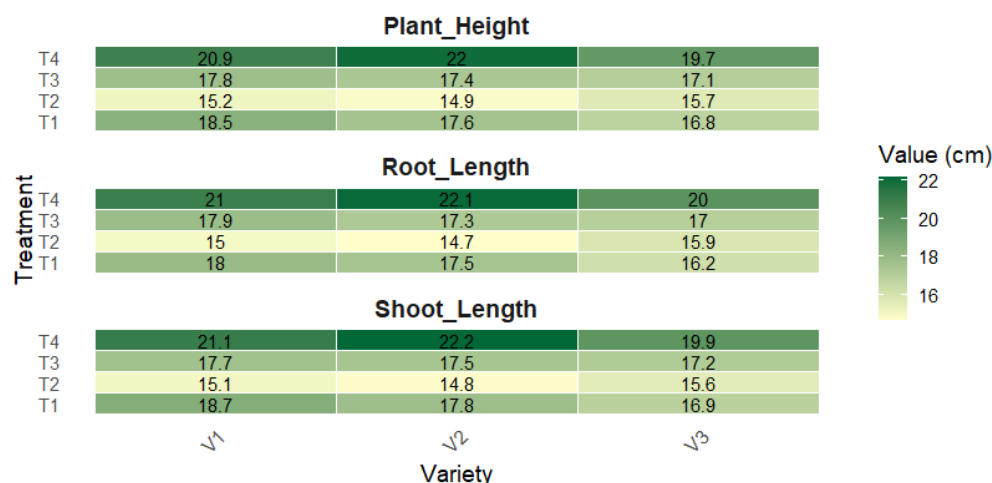 Plant_Height
T4 20.9 22 19.7
T3 17.8 17.4 17.1
T2 15.2 14.9 15.7
T1 18.5 17.6 16.8
Root_Length
T4 21 22.1 20
T3 17.9 17.3 17
T2 15 14.7 15.9
T1 18 17.5 16.2
Shoot_Length
T4 21.1 22.2 19.9
T3 17.7 17.5 17.2
T2 15.1 14.8 15.6
T1 18.7 17.8 16.9
V1 V2 V3
Variety
Treatment
Value (cm)
22
20
18
16